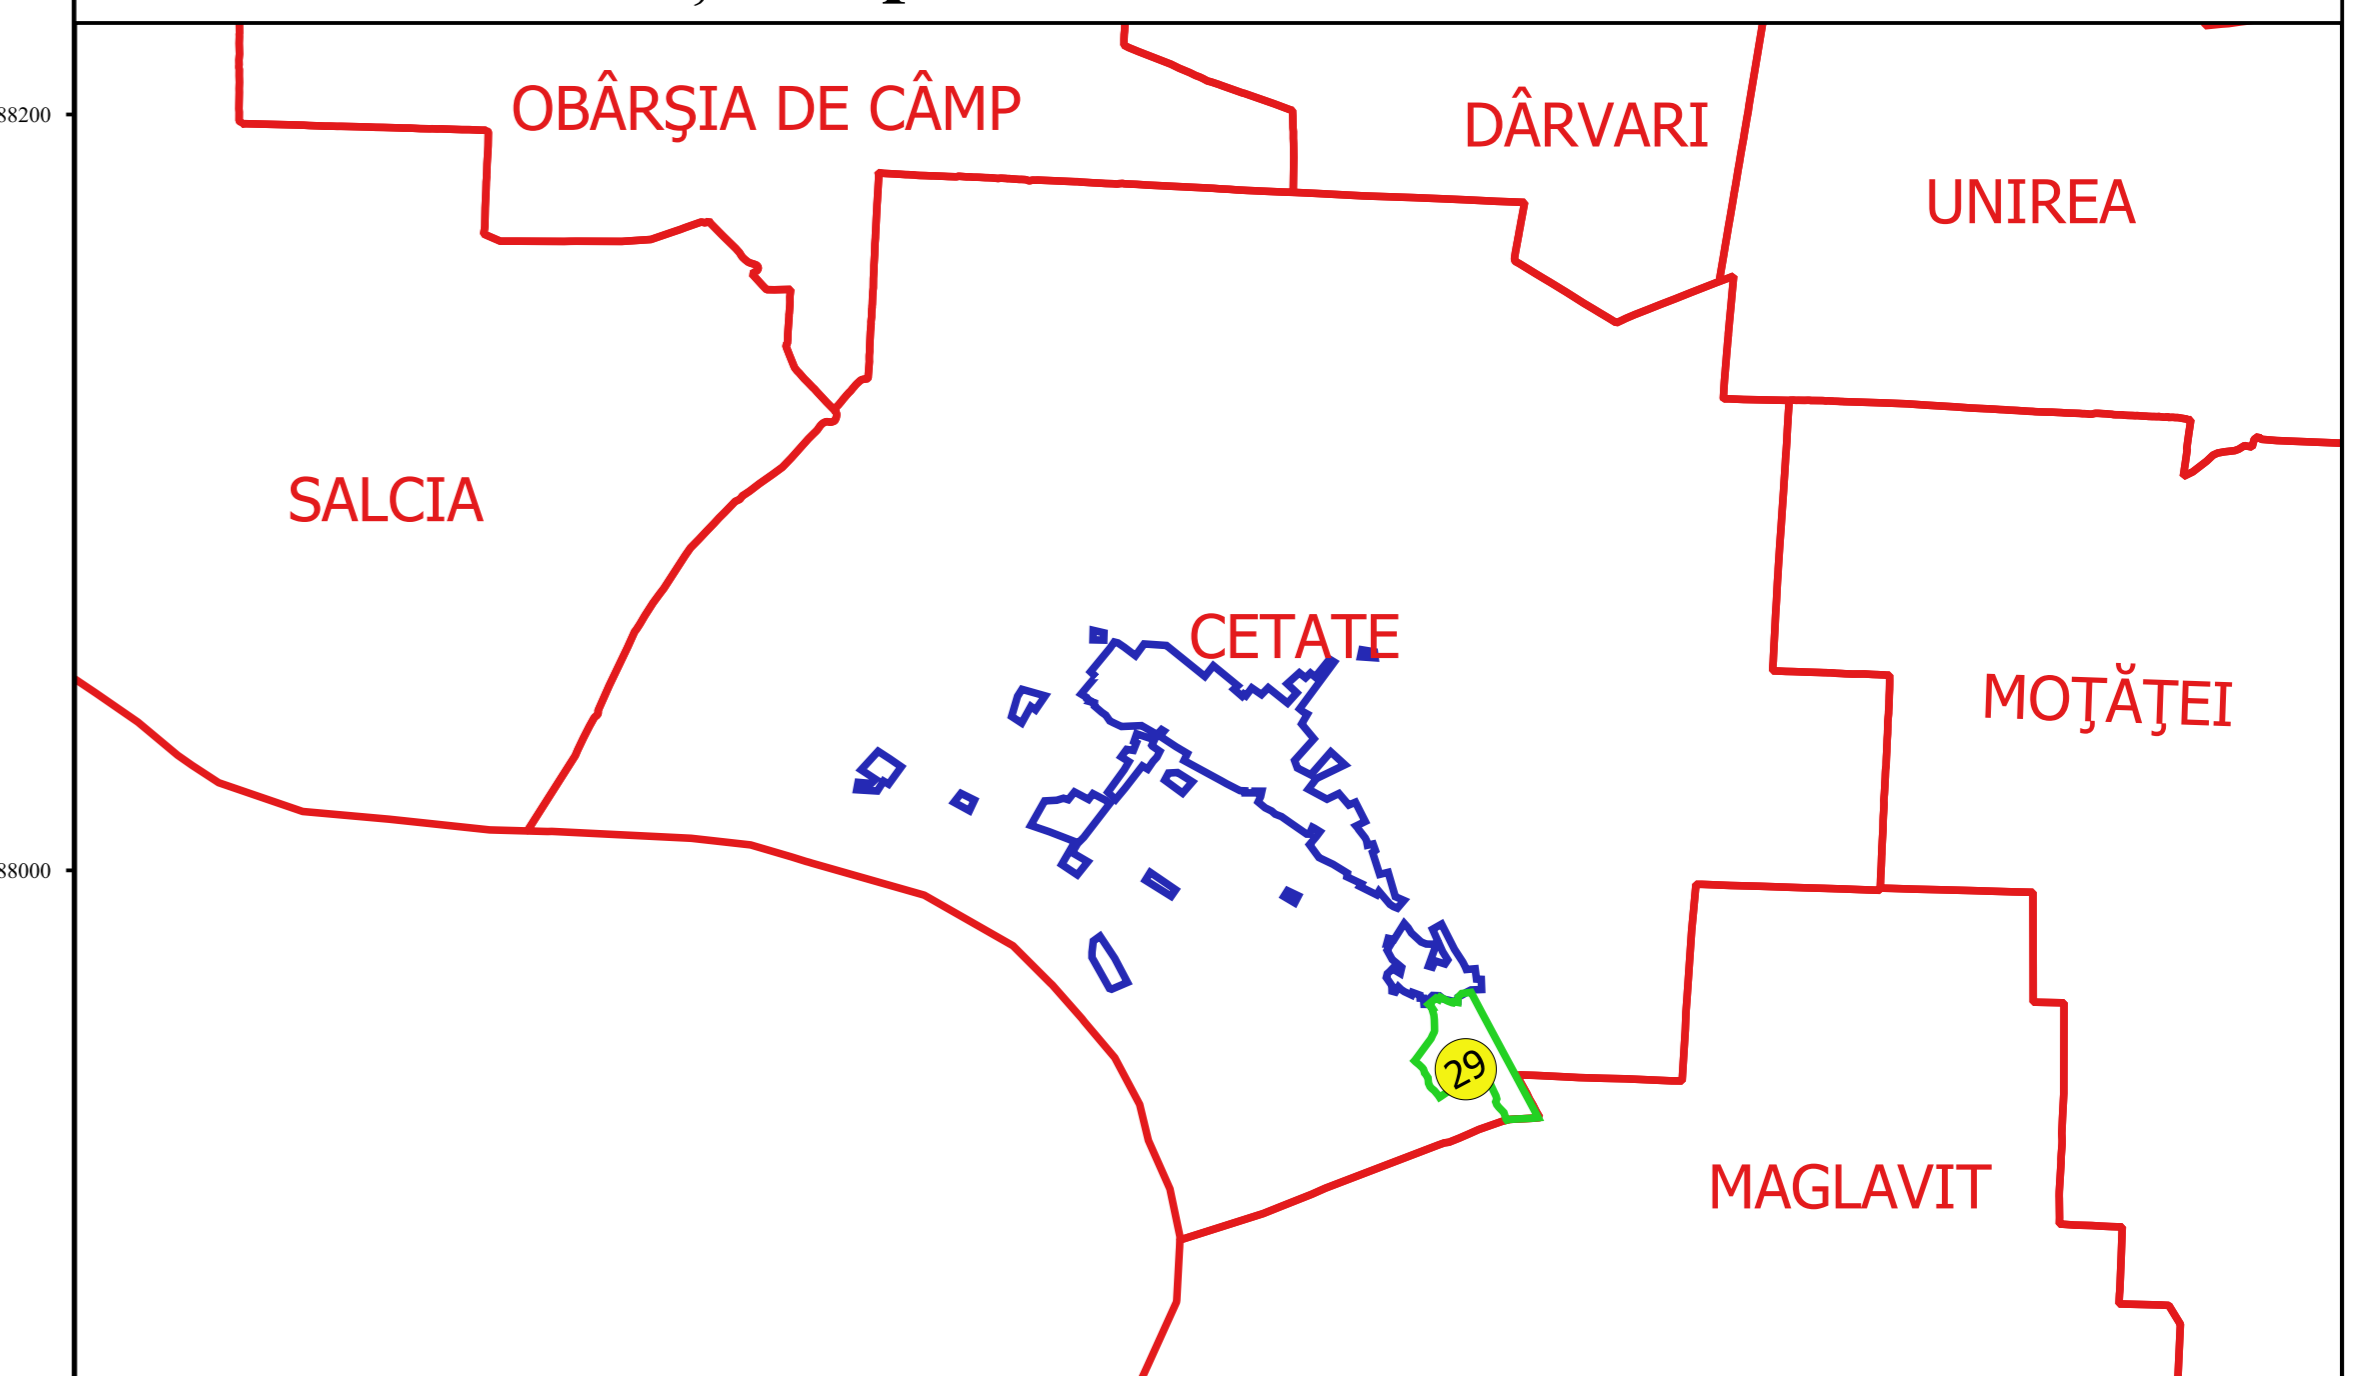 OBÂRŞIA DE CÂMP
DÂRVARI
88200
UNIREA
SALCIA
CETATE
MOŢĂŢEI
88000
29
MAGLAVIT